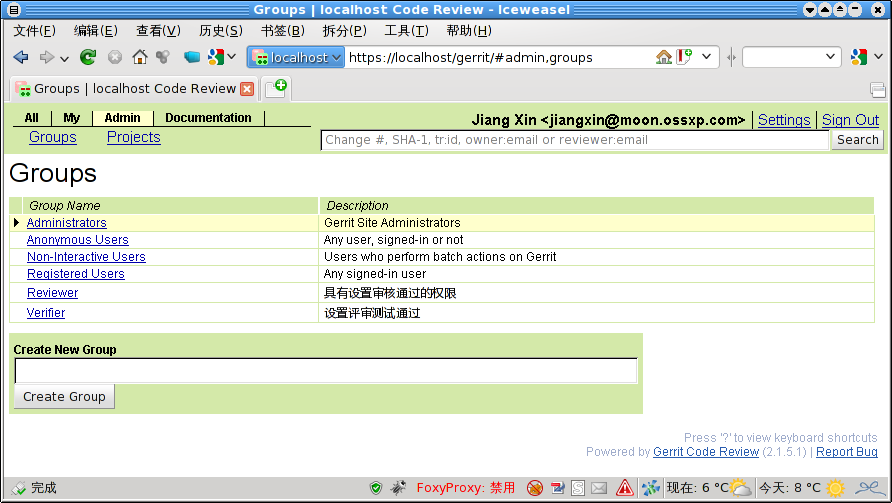 Groups | localhost Code Review - Iceweasel
文件(F) 编辑(E) 查看(V) 历史(S) 书签(B) 拆分(P) 工具(T) 帮助(H)
localhost https://localhost/gerrit/#admin,groups
Groups | localhost Code Review
All My Admin Documentation
Jiang Xin <jiangxin@moon.ossxp.com> Settings Sign Out
Groups Projects
Change #, SHA-1, tr:id, owner:email or reviewer:email Search
Groups
Group Name Description
Administrators Gerrit Site Administrators
Anonymous Users Any user, signed-in or not
Non-Interactive Users Users who perform batch actions on Gerrit
Registered Users Any signed-in user
Reviewer 具有设置审核通过的权限
Verifier 设置评审测试通过
Create New Group
Create Group
Press '?' to view keyboard shortcuts
Powered by Gerrit Code Review (2.1.5.1) | Report Bug
完成 FoxyProxy: 禁用 现在: 6 °C 今天: 8 °C